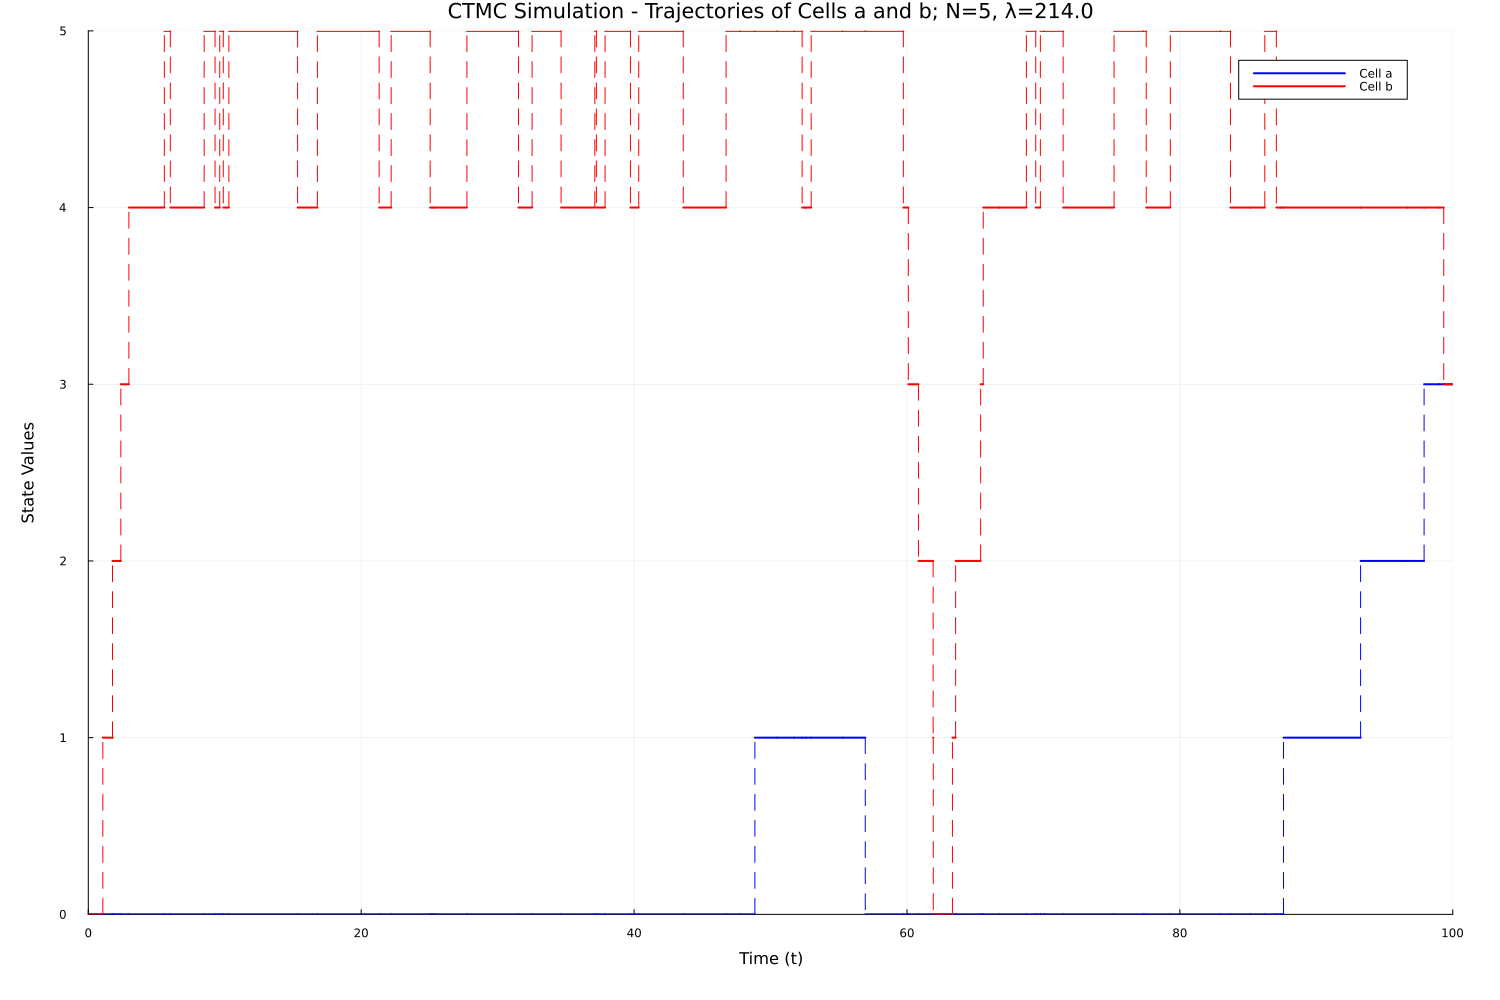 CTMC Simulation - Trajectories of Cells a and b; N=5, λ=214.0
5
Cell a
Cell b
4
3
State Values
2
1
0
0 20 40 60 80 100
Time (t)